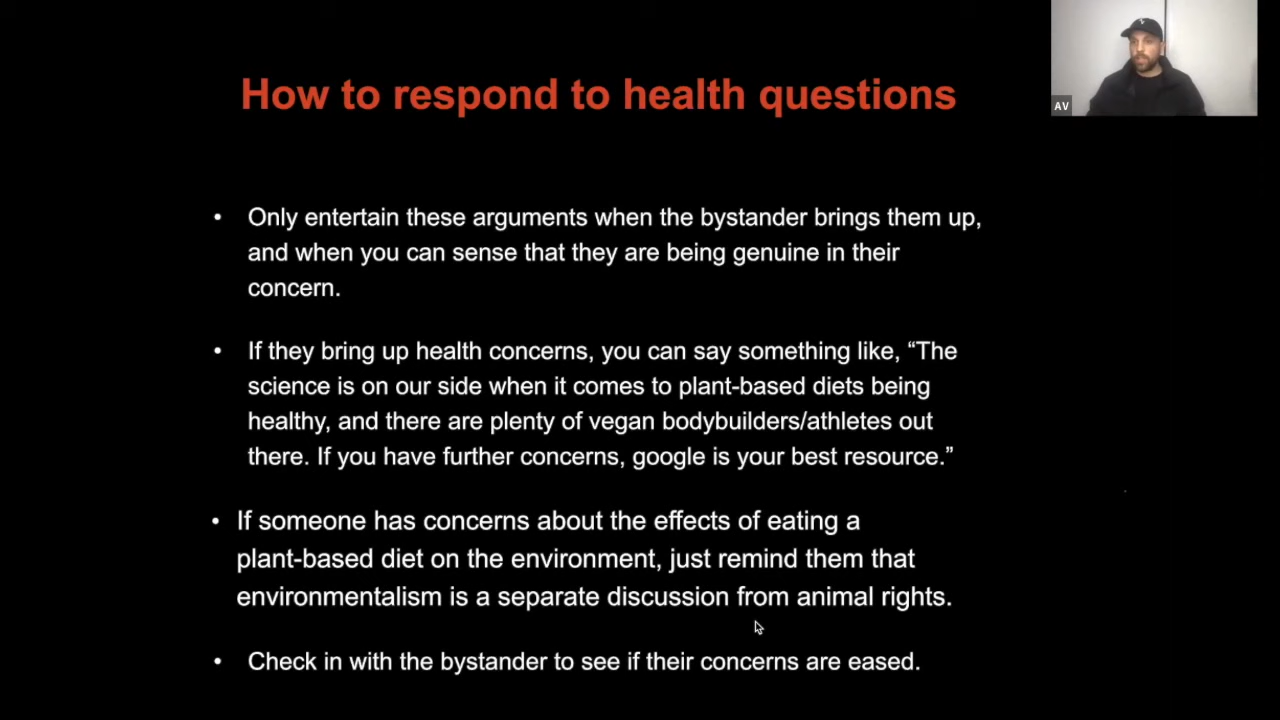 How to respond to health questions
AV
• Only entertain these arguments when the bystander brings them up,
and when you can sense that they are being genuine in their
concern.
• If they bring up health concerns, you can say something like, “The
science is on our side when it comes to plant-based diets being
healthy, and there are plenty of vegan bodybuilders/athletes out
there. If you have further concerns, google is your best resource.”
• If someone has concerns about the effects of eating a
plant-based diet on the environment, just remind them that
environmentalism is a separate discussion from animal rights.
• Check in with the bystander to see if their concerns are eased.